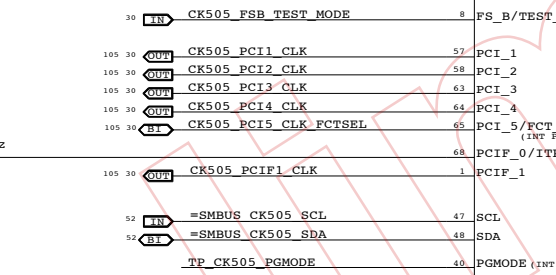 30 IN CK505_FSB_TEST_MODE 8 FS_B/TEST_
105 30 OUT CK505_PCI1_CLK 57 PCI_1
105 30 OUT CK505_PCI2_CLK 58 PCI_2
105 30 OUT CK505_PCI3_CLK 63 PCI_3
105 30 OUT CK505_PCI4_CLK 64 PCI_4
105 30 BI CK505_PCI5_CLK_FCTSEL 65 PCI_5/FCT_
(INT P
z
68 PCIF_0/ITP
105 30 OUT CK505_PCIF1_CLK 1 PCIF_1
52 IN =SMBUS_CK505_SCL 47 SCL
52 BI =SMBUS_CK505_SDA 48 SDA
TP_CK505_PGMODE 40 PGMODE (INT